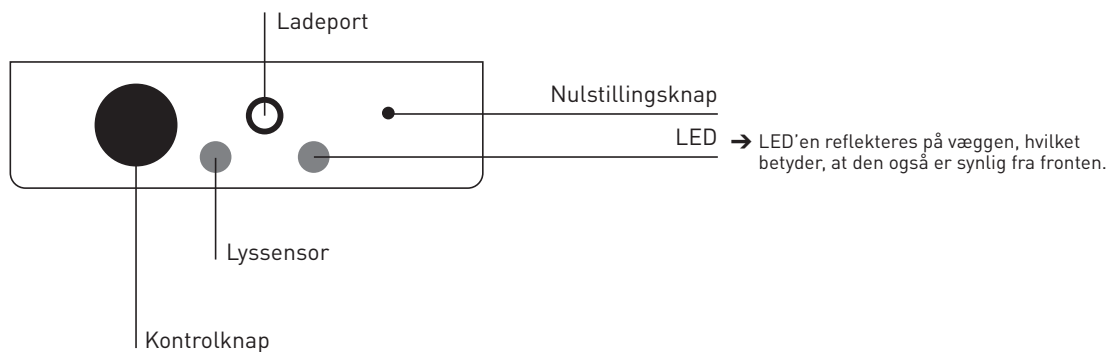 Ladeport
Nulstillingsknap
LED ➔ LED'en reflekteres på væggen, hvilket
betyder, at den også er synlig fra fronten.
Lyssensor
Kontrolknap